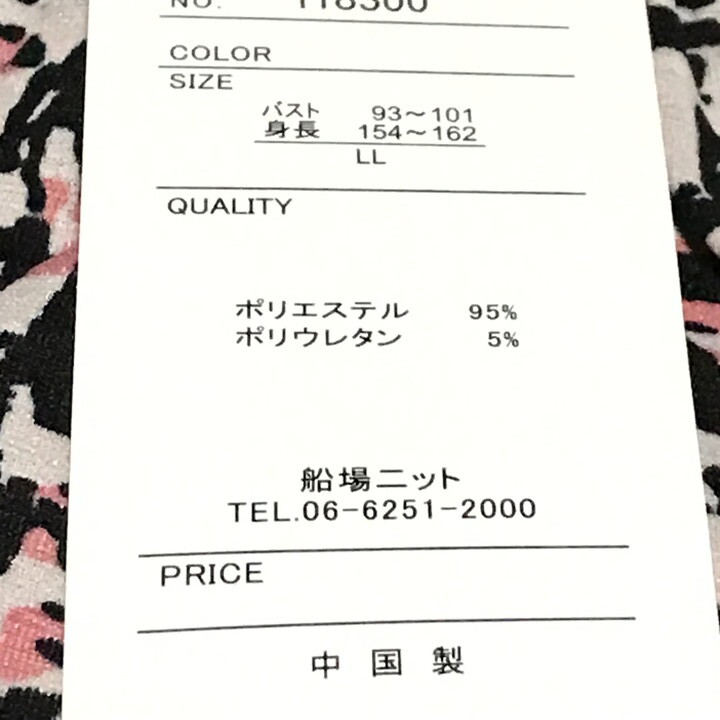 NO. 118300
COLOR
SIZE
バスト 93～101
身長 154～162
LL
QUALITY
ポリエステル 95%
ポリウレタン 5%
船場ニット
TEL.06-6251-2000
PRICE
中国製